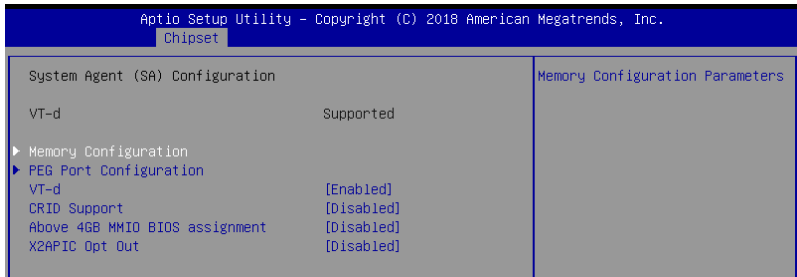 Aptio Setup Utility – Copyright (C) 2018 American Megatrends, Inc.
Chipset
System Agent (SA) Configuration
Memory Configuration Parameters
VT-d Supported
Memory Configuration
PEG Port Configuration
VT-d [Enabled]
CRID Support [Disabled]
Above 4GB MMIO BIOS assignment [Disabled]
X2APIC Opt Out [Disabled]